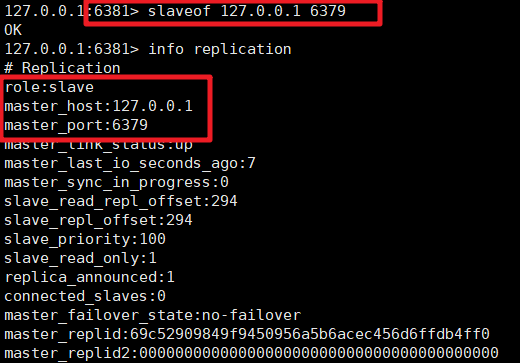 127.0.0.1:6381> slaveof 127.0.0.1 6379
OK
127.0.0.1:6381> info replication
# Replication
role:slave
master_host:127.0.0.1
master_port:6379
master_link_status:up
master_last_io_seconds_ago:7
master_sync_in_progress:0
slave_read_repl_offset:294
slave_repl_offset:294
slave_priority:100
slave_read_only:1
replica_announced:1
connected_slaves:0
master_failover_state:no-failover
master_replid:69c52909849f9450956a5b6acec456d6ffdb4ff0
master_replid2:0000000000000000000000000000000000000000